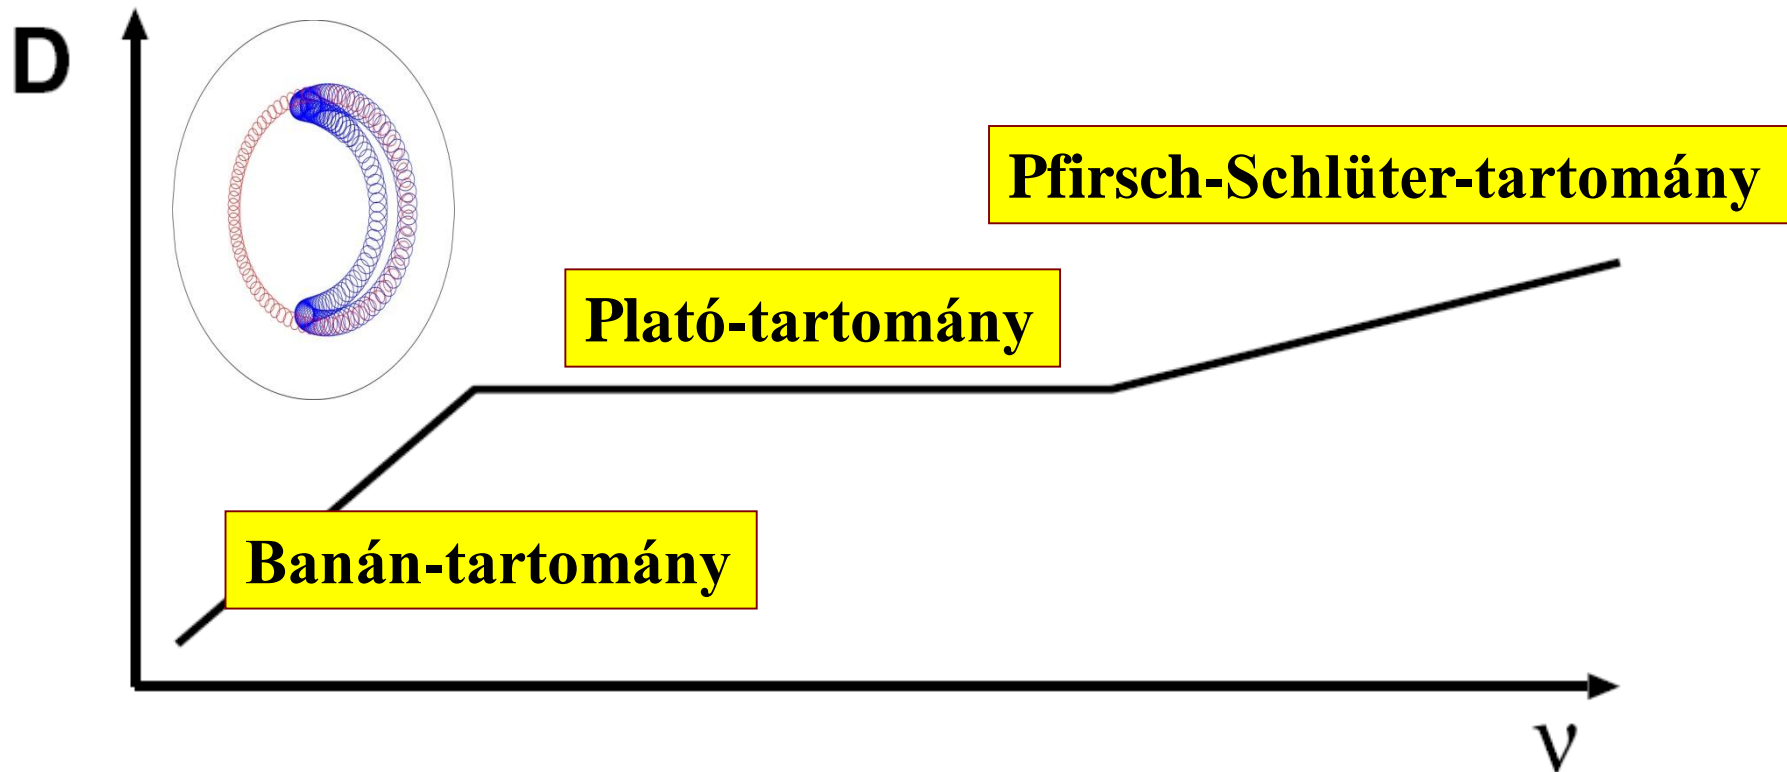 D
Pfirsch-Schlüter-tartomány
Plató-tartomány
Banán-tartomány
ν